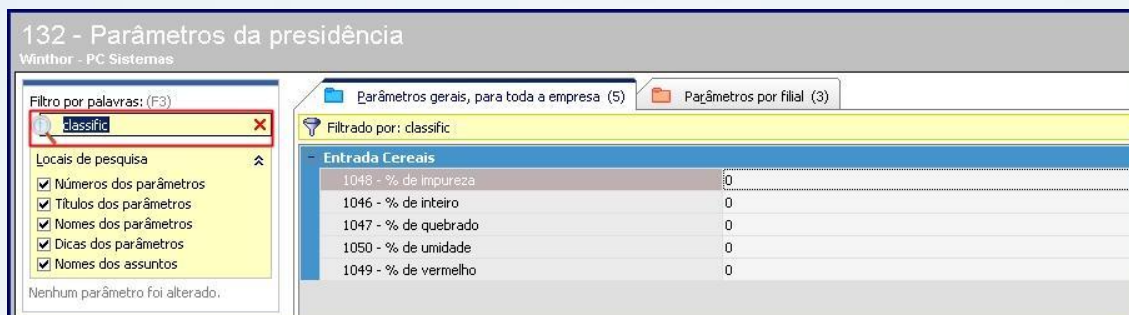 132 - Parâmetros da presidência
Winthor - PC Sistemas
Filtro por palavras: (F3)
classific
Locais de pesquisa
Números dos parâmetros
Títulos dos parâmetros
Nomes dos parâmetros
Dicas dos parâmetros
Nomes dos assuntos
Nenhum parâmetro foi alterado.
Parâmetros gerais, para toda a empresa (5)
Parâmetros por filial (3)
Filtrado por: classific
Entrada Cereais
1048 - % de impureza 0
1046 - % de inteiro 0
1047 - % de quebrado 0
1050 - % de umidade 0
1049 - % de vermelho 0